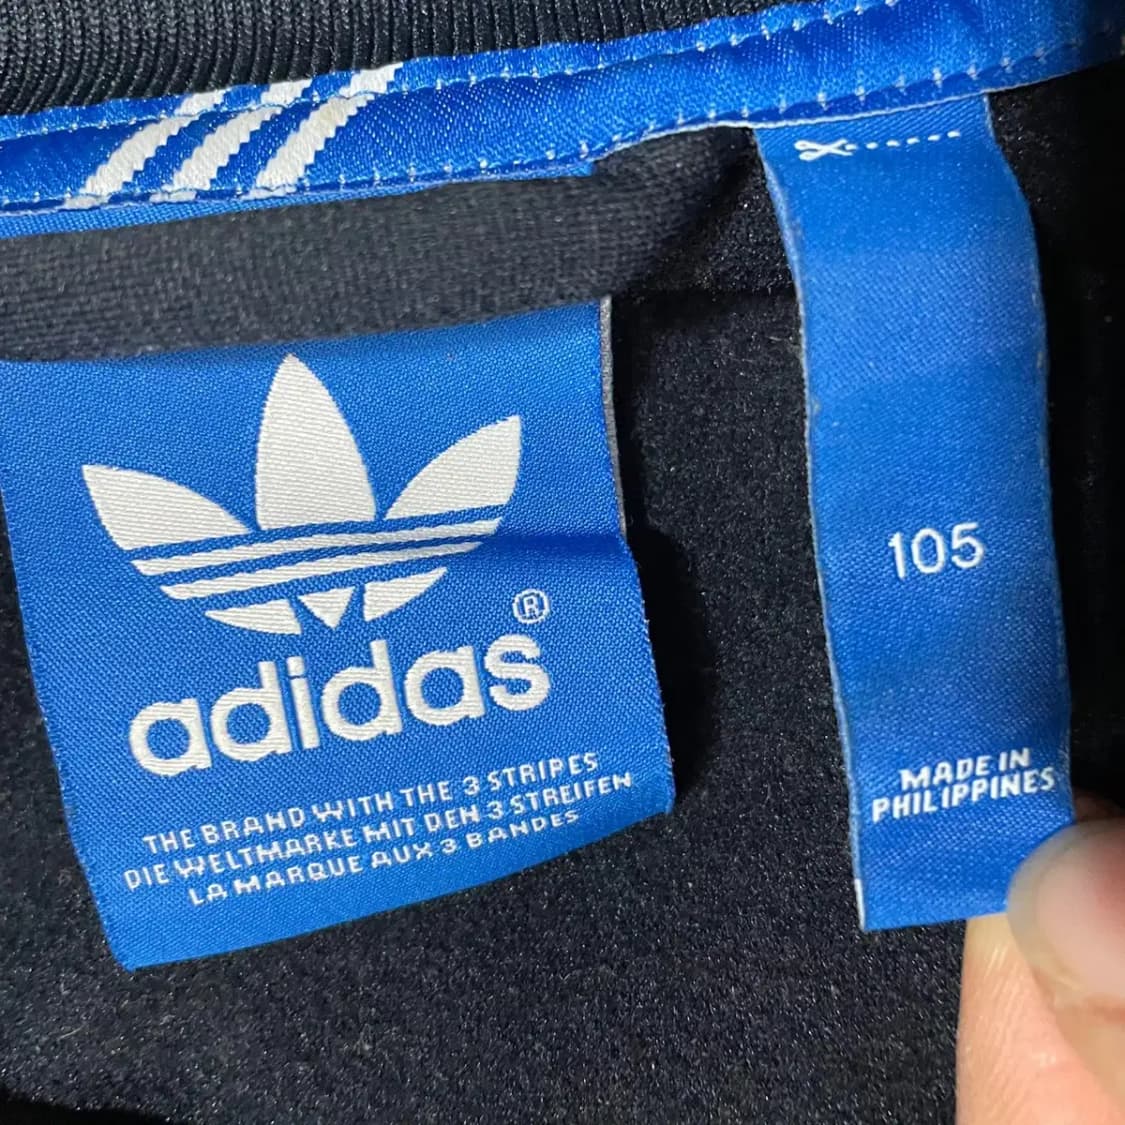 adidas®
THE BRAND WITH THE 3 STRIPES
DIE WELTMARKE MIT DEN 3 STREIFEN
LA MARQUE AUX 3 BANDES
105
MADE IN
PHILIPPINES